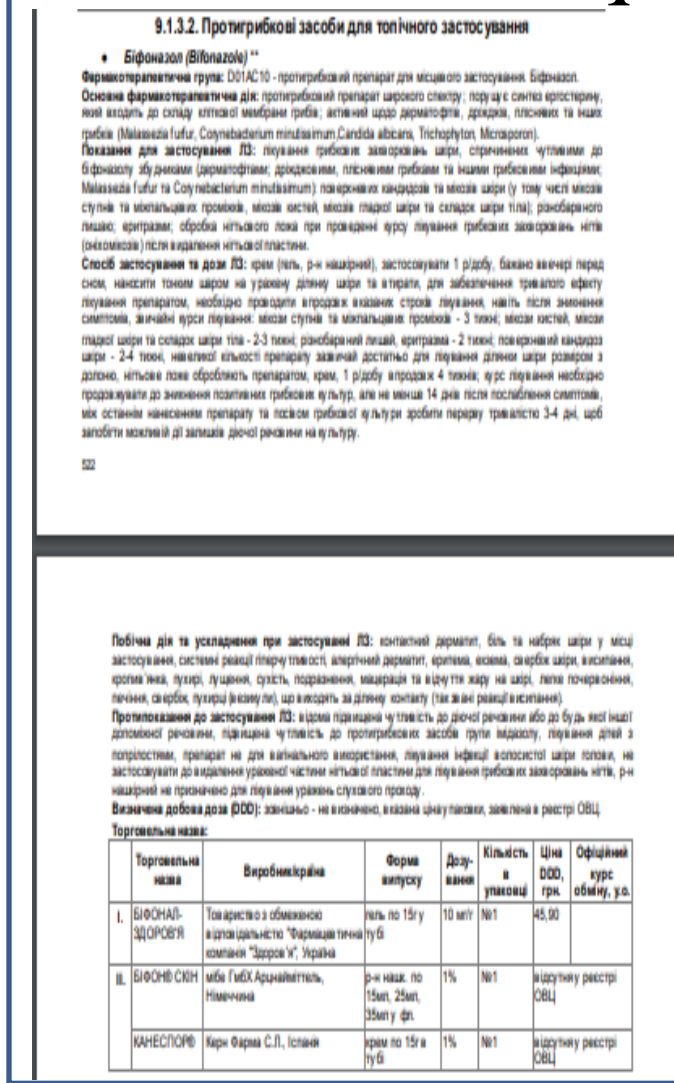 9.1.3.2. Протигрибкові засоби для топічного застосування
• Біфоназол (Bifonazole) **
Фармакотерапевтична група: D01AC10 - протигрибковий препарат для місцевого застосування. Біфоназол.
Основна фармакотерапевтична дія: протигрибковий препарат широкого спектру; порушує синтез ергостерину,
який входить до складу кліткової мембрани грибів; активний щодо дерматофітів, дріжджів, пліснявих та інших
грибків (Malassezia furfur, Corynebacterium minutissimum,Candida albicans, Trichophyton, Microsporon).
Показання для застосування ЛЗ: лікування грибкових захворювань шкіри, спричинених чутливими до
біфоназолу збудниками (дерматофітами; дріжджовими, плісневими грибками та іншими грибковими інфекціями;
Malassezia furfur та Corynebacterium minutissimum): поверхневих кандидозів та мікозів шкіри (у тому числі мікозів
ступнів та міжпальцевих проміжків, мікозів кистей, мікозів гладкої шкіри та складок шкіри тіла); різнобарвного
лишаю; еритразми; обробка нігтьового ложа при проведенні курсу лікування грибкових захворювань нігтів
(оніхомікозів) після видалення нігтьової пластини.
Спосіб застосування та дози ЛЗ: крем (гель, р-н нашкірний), застосовувати 1 р/добу, бажано ввечері перед
сном, наносити тонким шаром на уражену ділянку шкіри та втирати, для забезпечення тривалого ефекту
лікування препаратом, необхідно проводити впродовж вказаних строків лікування, навіть після зникнення
симптомів, звичайні курси лікування: мікози ступнів та міжпальцевих проміжків - 3 тижні; мікози кистей, мікози
гладкої шкіри та складок шкіри тіла - 2-3 тижні; різнобарвний лишай, еритразма - 2 тижні; поверхневий кандидоз
шкіри - 2-4 тижні, невеликої кількості препарату зазвичай достатньо для лікування ділянки шкіри розміром з
долоню, нігтьове ложе обробляють препаратом, крем, 1 р/добу впродовж 4 тижнів; курс лікування необхідно
продовжувати до зникнення позитивних грибкових культур, але не менше 14 днів після послаблення симптомів,
між останнім нанесенням препарату та посівом грибкової культури зробити перерву тривалістю 3-4 дні, щоб
запобігти можливій дії залишків діючої речовини на культуру.
522
Побічна дія та ускладнення при застосуванні ЛЗ: контактний дерматит, біль та набряк шкіри у місці
застосування, системні реакції гіперчутливості, алергічний дерматит, еритема, екзема, свербіж шкіри, висипання,
кропив'янка, пухирі, лущення, сухість, подразнення, мацерація та відчуття жару на шкірі, легке почервоніння,
печіння, свербіж, пухирці (везикули), що виходять за ділянку контакту (так звані реакції висипання).
Протипоказання до застосування ЛЗ: відома підвищена чутливість до діючої речовини або до будь якої іншої
допоміжної речовини, підвищена чутливість до протигрибкових засобів групи імідазолу, лікування дітей з
попрілостями, препарат не для вагінального використання, лікування інфекції волосистої шкіри голови, не
застосовувати до видалення ураженої частини нігтьової пластини для лікування грибкових захворювань нігтів, р-н
нашкірний не призначено для лікування уражень слухового проходу.
Визначена добова доза (DDD): зовнішньо - не визначено, вказана ціна упаковки, заявлена в реєстрі ОВЦ.
Торговельна назва:
Торговельна назва Виробник/країна Форма випуску Дозування Кількість в упаковці Ціна DDD, грн. Офіційний курс обміну, у.о.
I. БІФОНАЛ-ЗДОРОВ'Я Товариство з обмеженою відповідальністю "Фармацевтична компанія "Здоров'я", Україна гель по 15г у тубі 10 мг/г №1 45,90
II. БІФОН® СКІН мібе ГмбХ Арцнайміттель, Німеччина р-н нашк. по 15мл, 25мл, 35мл у фл. 1% №1 відсутня у реєстрі ОВЦ
КАНЕСПОР® Керн Фарма С.Л., Іспанія крем по 15г в тубі 1% №1 відсутня у реєстрі ОВЦ